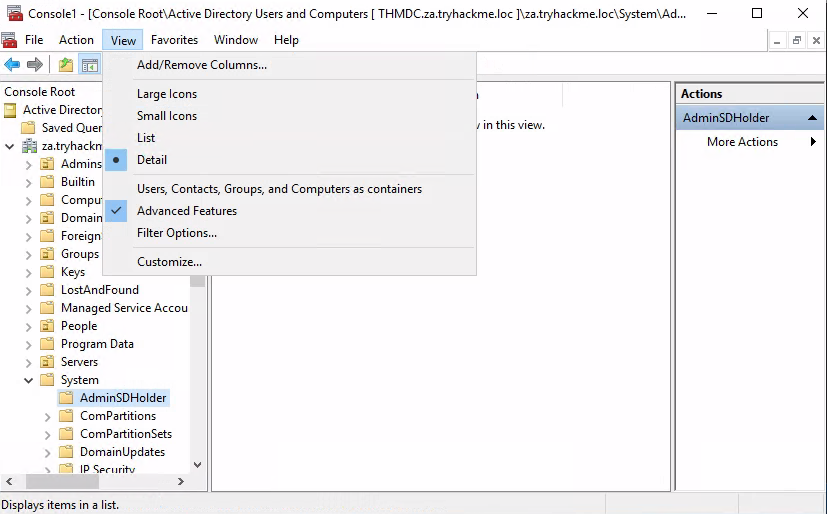 Console1 - [Console Root\Active Directory Users and Computers [ THMDC.za.tryhackme.loc ]\za.tryhackme.loc\System\Ad...
File Action View Favorites Window Help
Add/Remove Columns...
Large Icons
Small Icons
List
Detail
Users, Contacts, Groups, and Computers as containers
Advanced Features
Filter Options...
Customize...
Console Root
Active Directory
Saved Quer
za.tryhackm
Admins
Builtin
Compu
Domain
Foreign
Groups
Keys
LostAndFound
Managed Service Accou
People
Program Data
Servers
System
AdminSDHolder
ComPartitions
ComPartitionSets
DomainUpdates
IP Security
w in this view.
Actions
AdminSDHolder
More Actions
Displays items in a list.